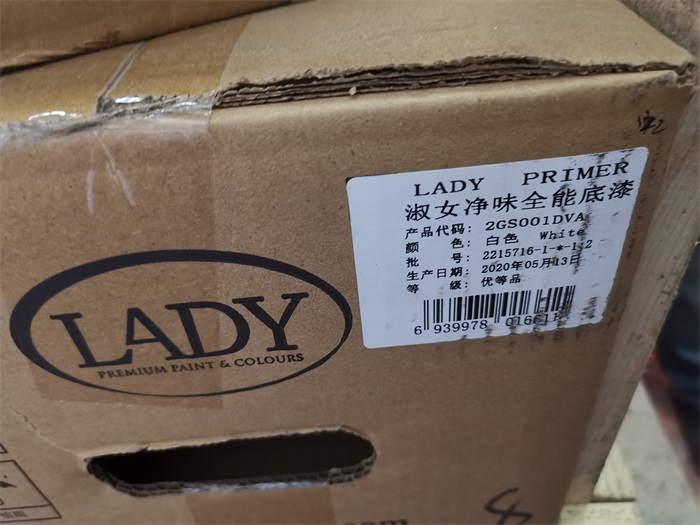 LADY PRIMER
淑女净味全能底漆
产品代码: 2GS001DVA
颜 色: 白色 White
批 号: 2215716-1-*-1:2
生产日期: 2020年05月13日
等 级: 优等品
6 939978
LADY
PREMIUM PAINT & COLOURS